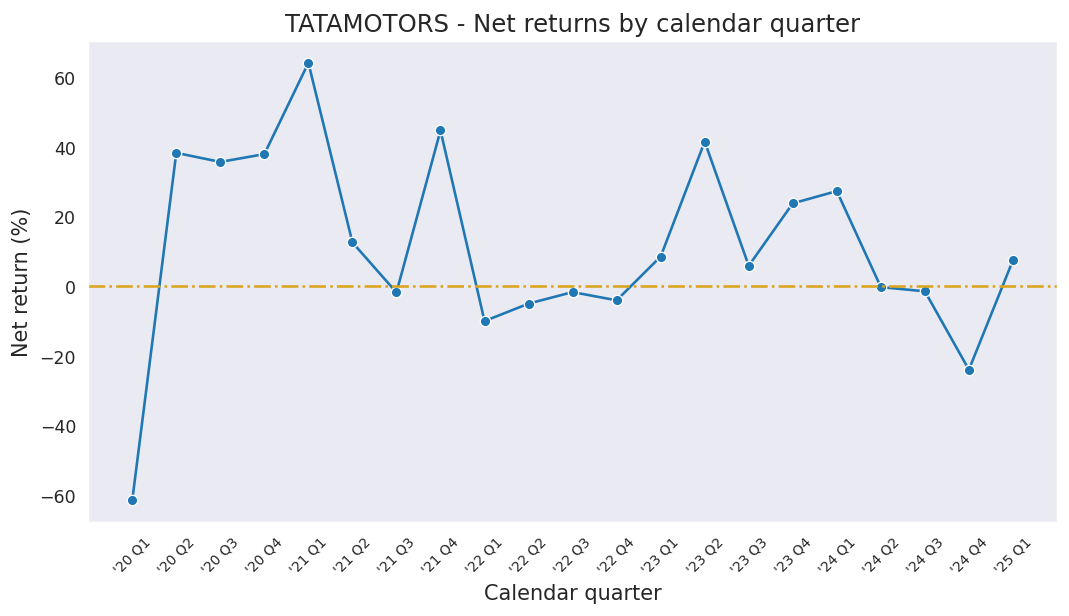 TATAMOTORS - Net returns by calendar quarter
Net return (%)
60
40
20
0
−20
−40
−60
'20 Q1
'20 Q2
'20 Q3
'20 Q4
'21 Q1
'21 Q2
'21 Q3
'21 Q4
'22 Q1
'22 Q2
'22 Q3
'22 Q4
'23 Q1
'23 Q2
'23 Q3
'23 Q4
'24 Q1
'24 Q2
'24 Q3
'24 Q4
'25 Q1
Calendar quarter